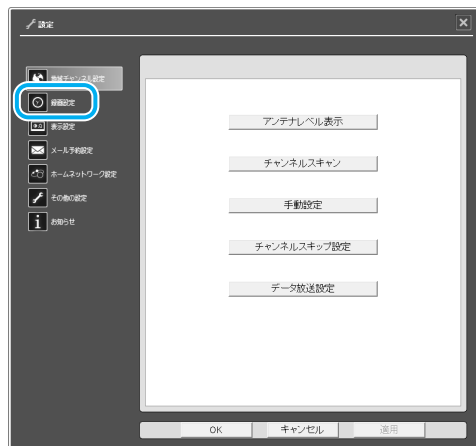 設定
地域チャンネル設定
録画設定
表示設定
メール予約設定
ホームネットワーク設定
その他の設定
お知らせ
アンテナレベル表示
チャンネルスキャン
手動設定
チャンネルスキップ設定
データ放送設定
OK
キャンセル
適用